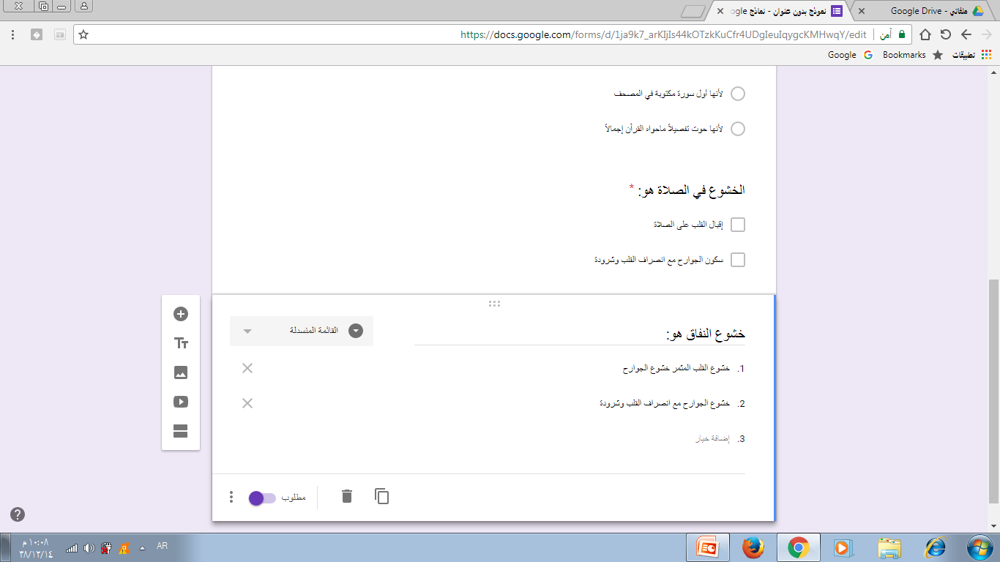 ملفاتي - Google Drive
نموذج بدون عنوان - نماذج ogle
https://docs.google.com/forms/d/1ja9k7_arKIjIs44kOTzkKuCfr4UDgIeuIqygcKMHwqY/edit
آمن
تطبيقات
Bookmarks
Google
لأنها أول سورة مكتوبة في المصحف
لأنها حوت تفصيلاً ماحواه القرآن إجمالاً
الخشوع في الصلاة هو: *
إقبال القلب على الصلاة
سكون الجوارح مع انصراف القلب وشرودة
خشوع النفاق هو:
القائمة المنسدلة
1. خشوع القلب المثمر خشوع الجوارح
2. خشوع الجوارح مع انصراف القلب وشرودة
3. إضافة خيار
مطلوب
AR
١٠:٠٨ م
٣٨/١٢/١٤